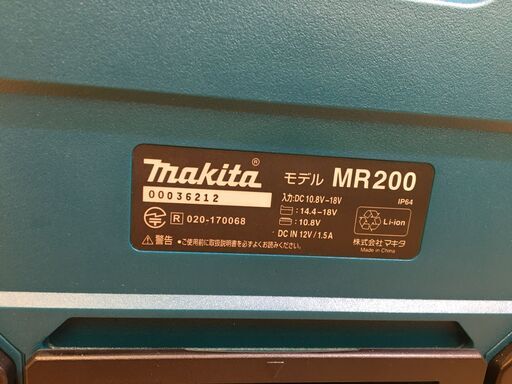 makita® モデル MR200
00036212
入力:DC 10.8V-18V IP64
:14.4-18V
R 020-170068
:10.8V
Li-ion
DC IN 12V / 1.5A
⚠警告 ●ご使用前に取扱説明書を必ずよくお読みください。
株式会社 マキタ
Made in China